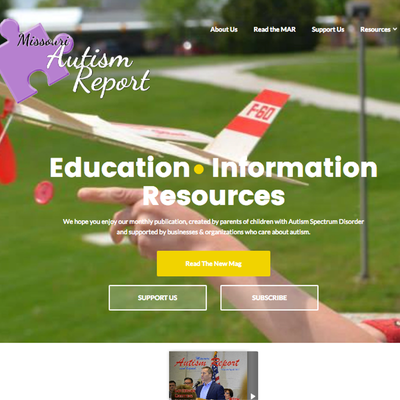 Missouri
Autism
Report
About Us Read the MAR Support Us Resources
F-60
Education • Information
Resources
We hope you enjoy our monthly publication, created by parents of children with Autism Spectrum Disorder
and supported by businesses & organizations who care about autism.
Read The New Mag
SUPPORT US SUBSCRIBE
Autism Report